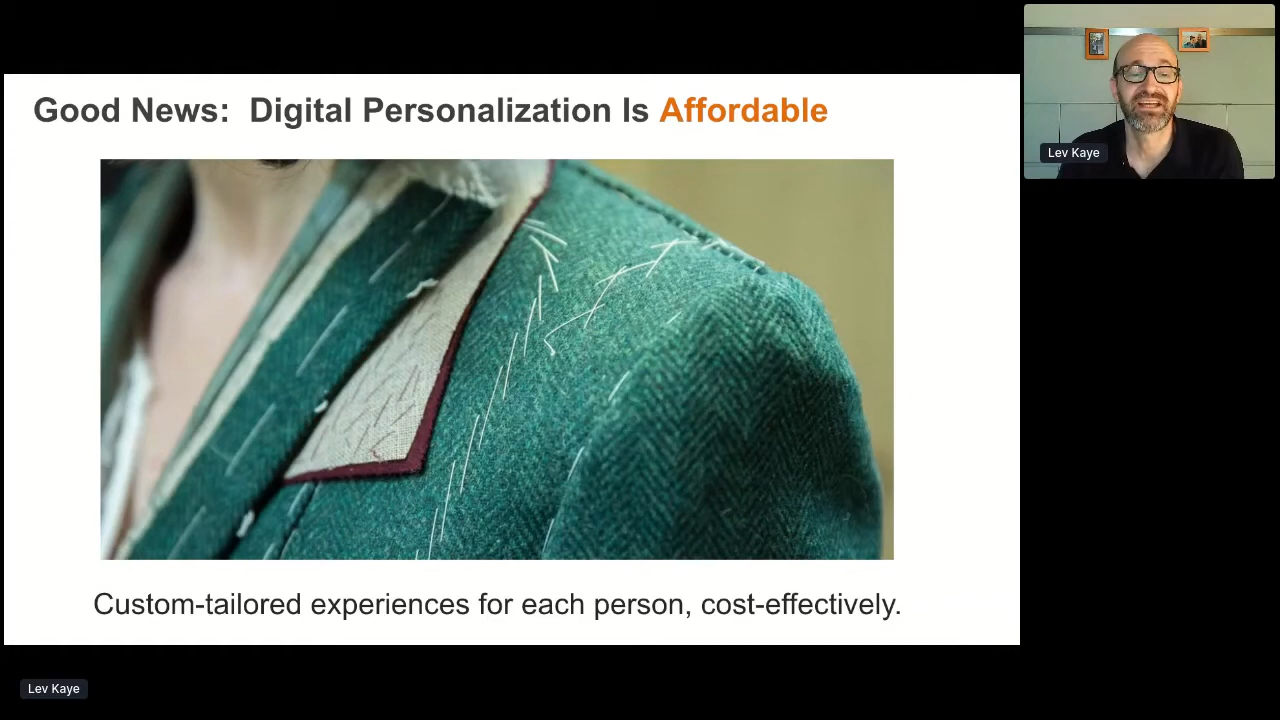 Good News: Digital Personalization Is Affordable
Lev Kaye
Custom-tailored experiences for each person, cost-effectively.
Lev Kaye